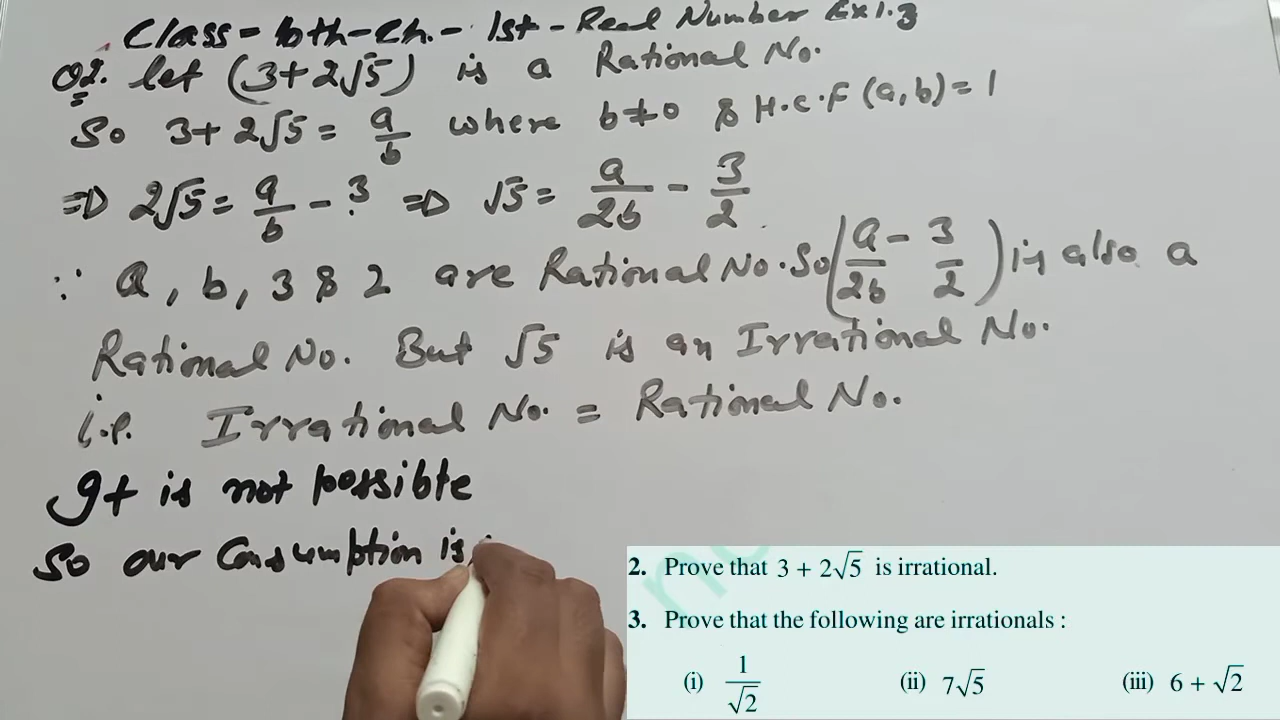 Class - 10th - Ch. - 1st - Real Number Ex 1.3
Q2. let (3+2√5) is a Rational No.
So 3+2√5 = a/b where b≠0 & H.C.F (a,b) = 1
⇒ 2√5 = a/b - 3 ⇒ √5 = a/2b - 3/2
∵ a, b, 3 & 2 are Rational No. So (a/2b - 3/2) is also a
Rational No. But √5 is an Irrational No.
i.e. Irrational No. = Rational No.
It is not possible
So our Consumption is
2. Prove that 3 + 2√5 is irrational.
3. Prove that the following are irrationals :
(i) 1/√2 (ii) 7√5 (iii) 6 + √2